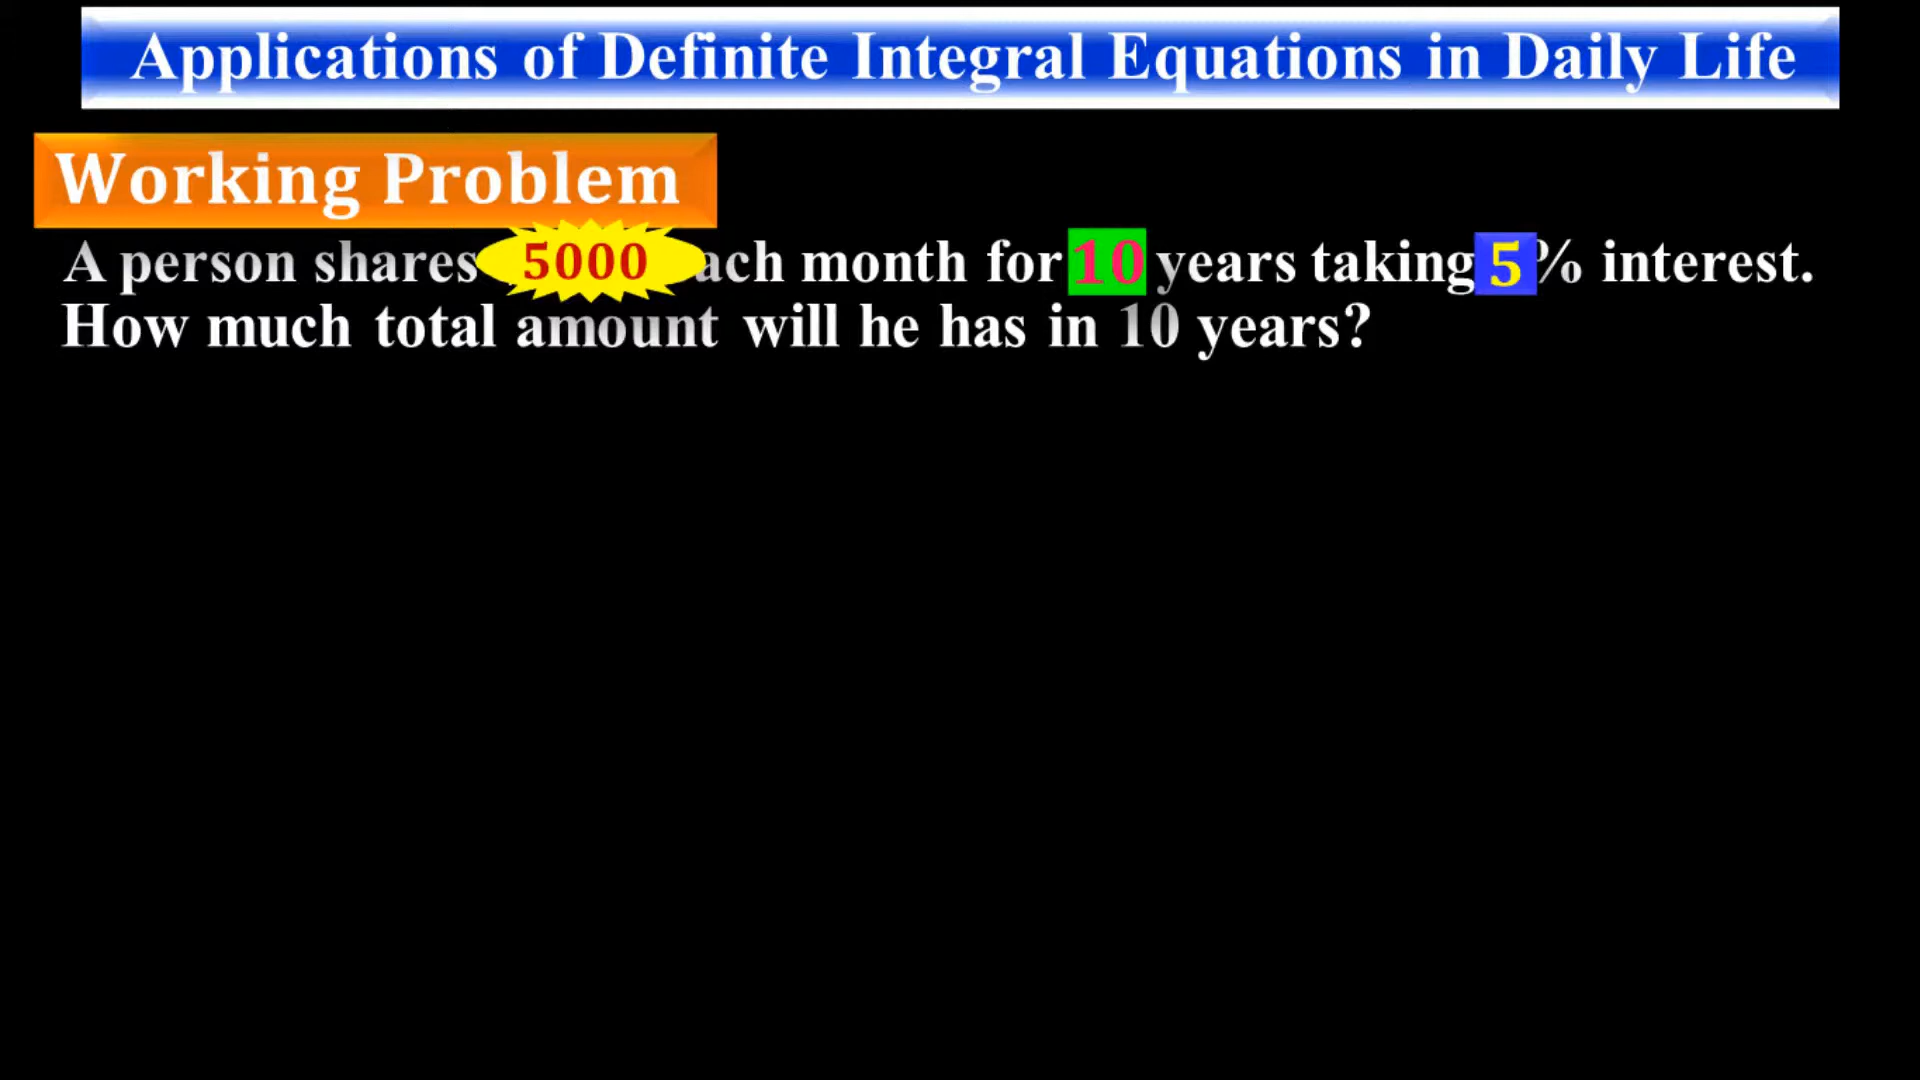 Applications of Definite Integral Equations in Daily Life
Working Problem
A person shares 5000 month for 10 years taking 5% interest.
How much total amount will he has in 10 years?